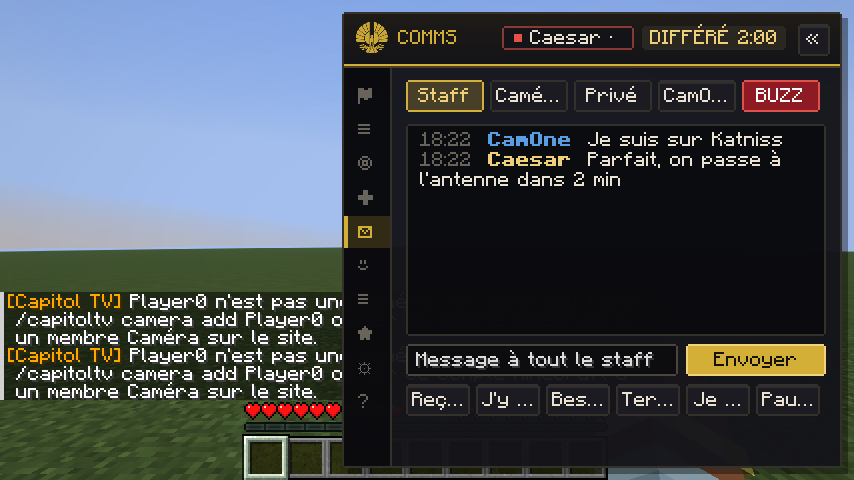 COMMS
Caesar ·
DIFFÉRÉ 2:00
«
Staff
Camé...
Privé
CamO...
BUZZ
18:22 CamOne Je suis sur Katniss
18:22 Caesar Parfait, on passe à
l'antenne dans 2 min
[Capitol TV] Player0 n'est pas un
/capitoltv camera add Player0 o
un membre Caméra sur le site.
[Capitol TV] Player0 n'est pas un
/capitoltv camera add Player0 o
un membre Caméra sur le site.
Message à tout le staff
Envoyer
Reç...
J'y ...
Bes...
Ter...
Je ...
Pau...
?